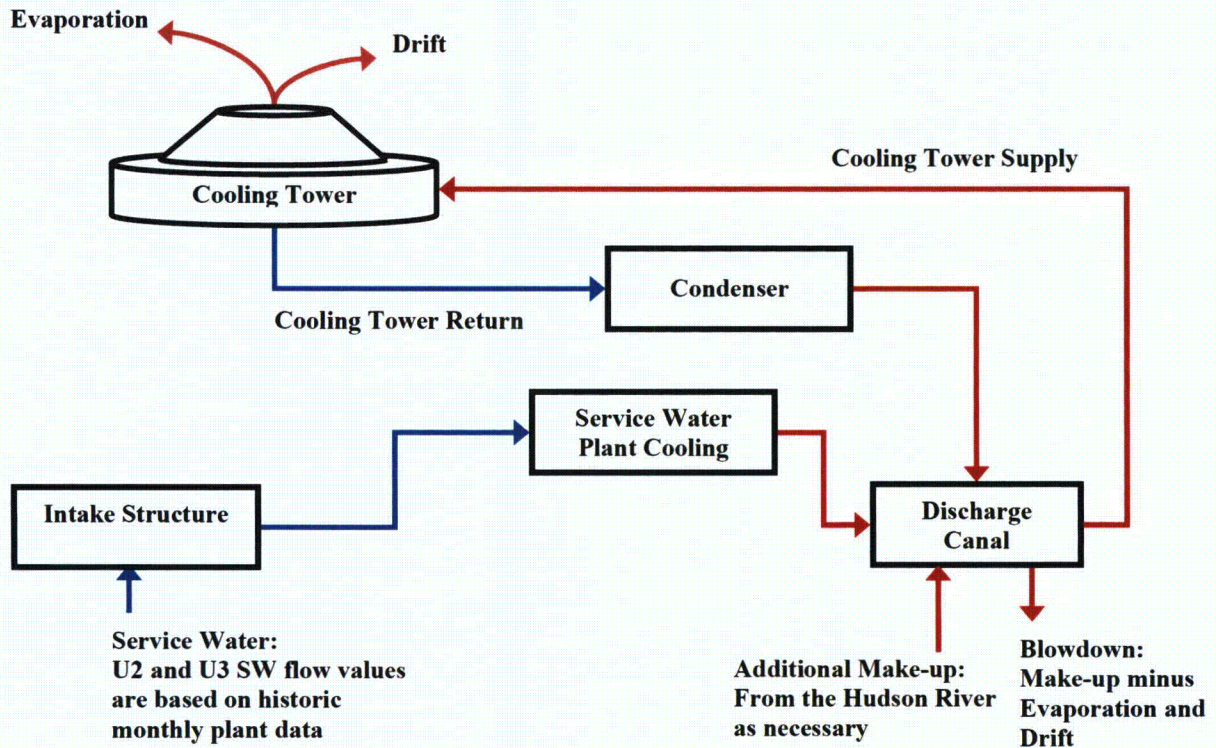 Evaporation
Drift
Cooling Tower Supply
Cooling Tower
Condenser
Cooling Tower Return
Service Water
Plant Cooling
Intake Structure
Discharge
Canal
Service Water:
U2 and U3 SW flow values
are based on historic
monthly plant data
Additional Make-up:
From the Hudson River
as necessary
Blowdown:
Make-up minus
Evaporation and
Drift